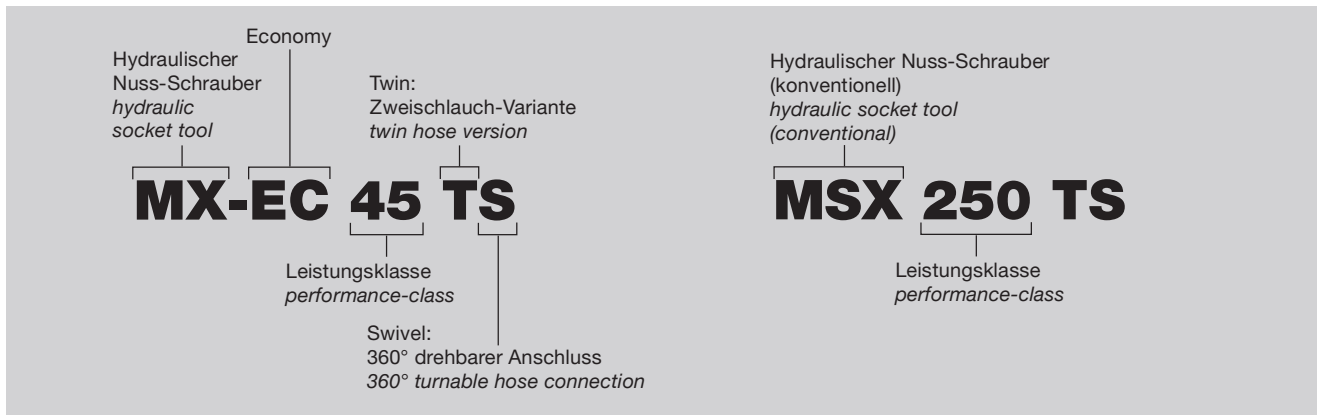 Economy
Hydraulischer
Nuss-Schrauber
hydraulic
socket tool
Twin:
Zweischlauch-Variante
twin hose version
MX-EC 45 TS
Leistungsklasse
performance-class
Swivel:
360° drehbarer Anschluss
360° turnable hose connection
Hydraulischer Nuss-Schrauber
(konventionell)
hydraulic socket tool
(conventional)
MSX 250 TS
Leistungsklasse
performance-class